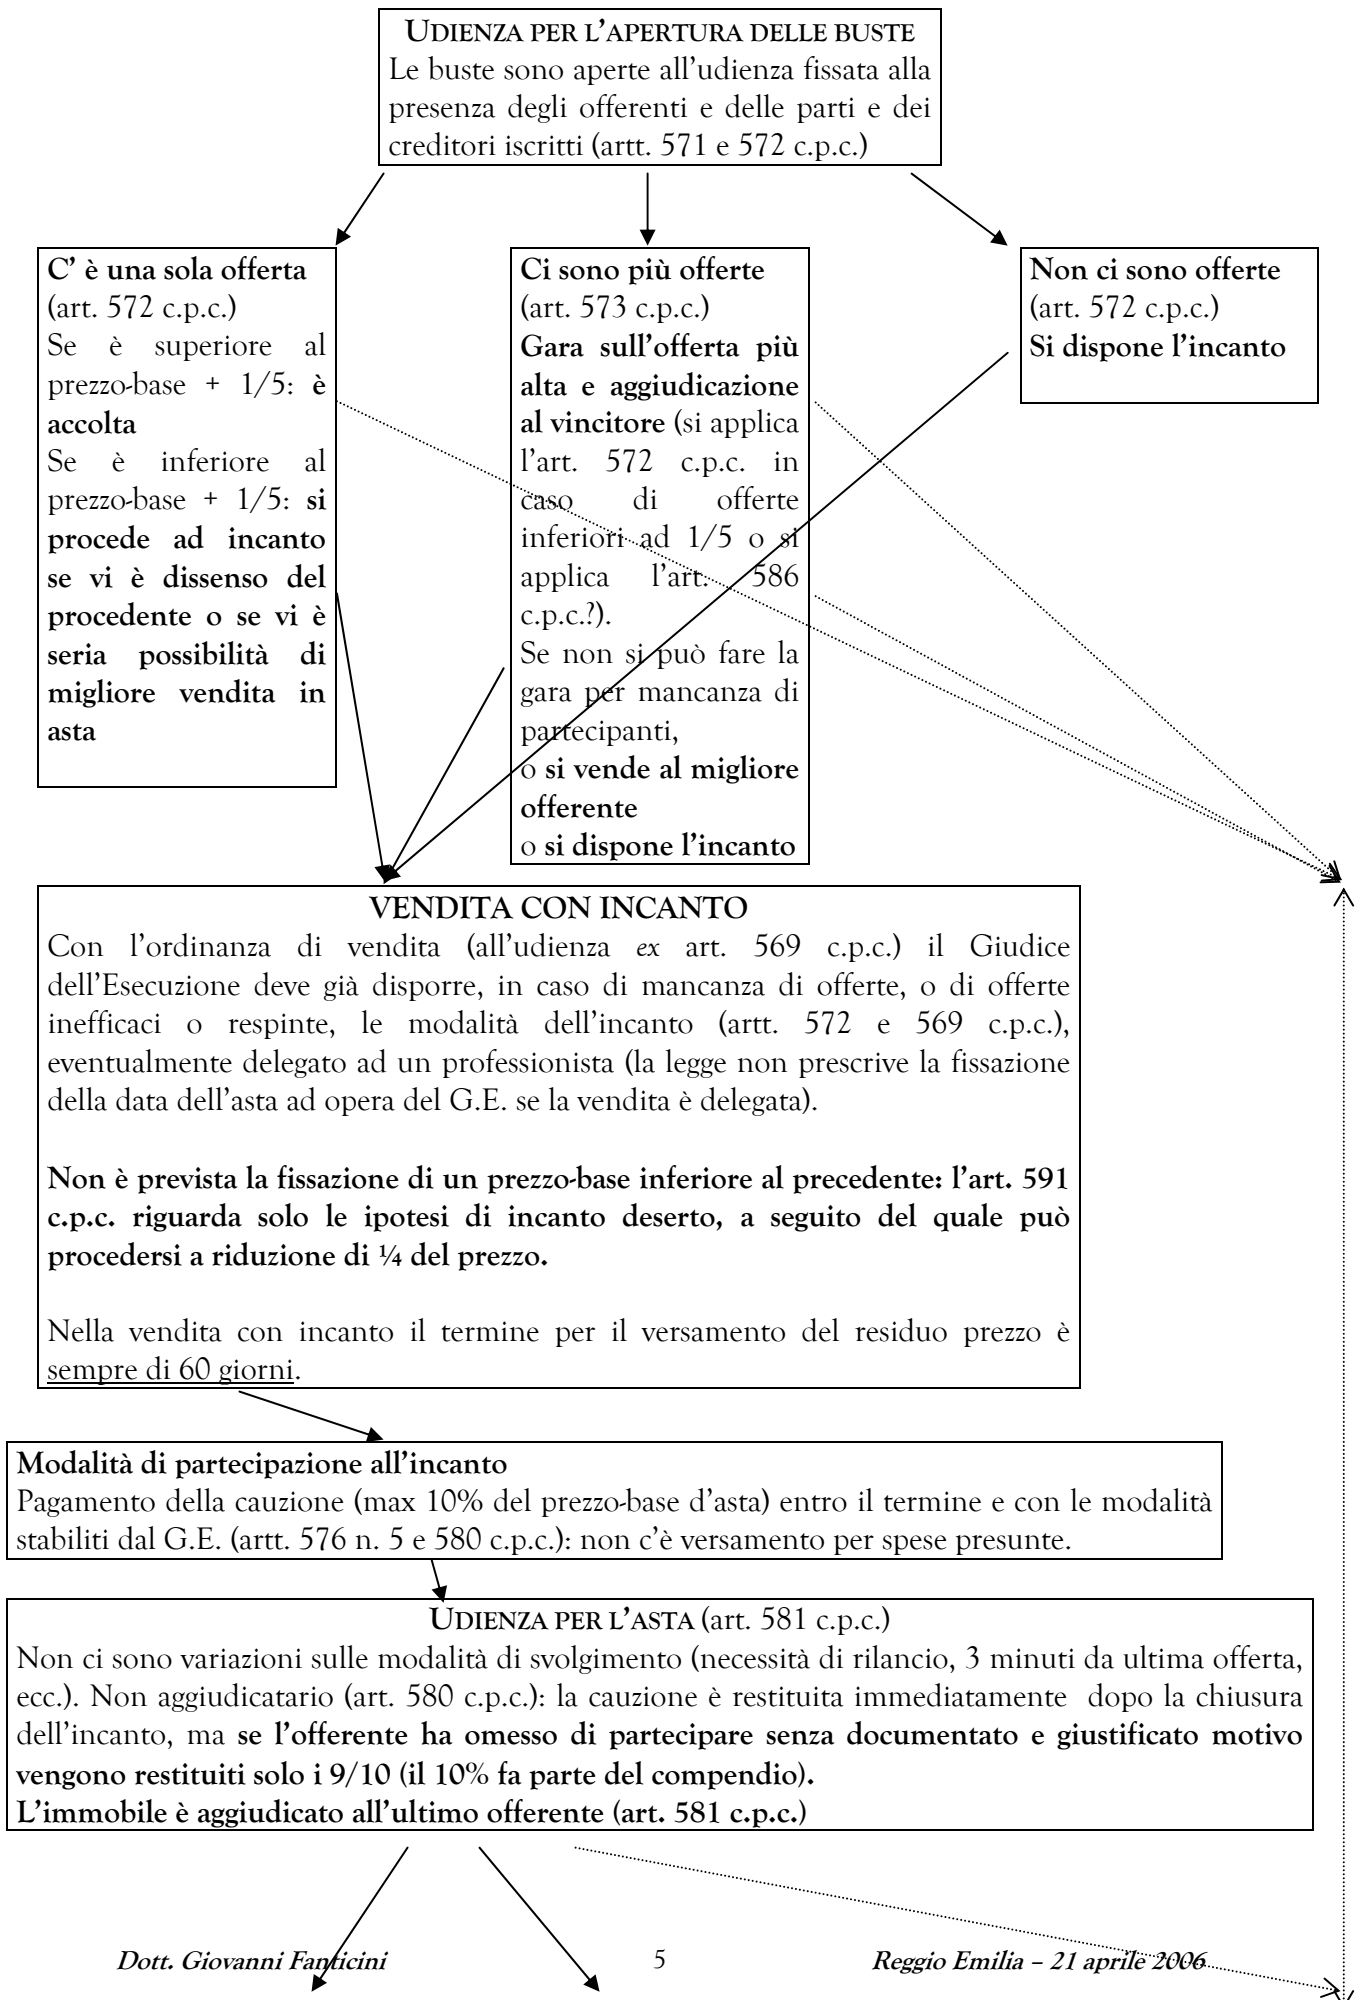 UDIENZA PER L’APERTURA DELLE BUSTE
Le buste sono aperte all’udienza fissata alla
presenza degli offerenti e delle parti e dei
creditori iscritti (artt. 571 e 572 c.p.c.)
C’ è una sola offerta
(art. 572 c.p.c.)
Se è superiore al
prezzo-base + 1/5: è
accolta
Se è inferiore al
prezzo-base + 1/5: si
procede ad incanto
se vi è dissenso del
procedente o se vi è
seria possibilità di
migliore vendita in
asta
Ci sono più offerte
(art. 573 c.p.c.)
Gara sull’offerta più
alta e aggiudicazione
al vincitore (si applica
l’art. 572 c.p.c. in
caso di offerte
inferiori ad 1/5 o si
applica l’art. 586
c.p.c.?).
Se non si può fare la
gara per mancanza di
partecipanti,
o si vende al migliore
offerente
o si dispone l’incanto
Non ci sono offerte
(art. 572 c.p.c.)
Si dispone l’incanto
VENDITA CON INCANTO
Con l’ordinanza di vendita (all’udienza ex art. 569 c.p.c.) il Giudice
dell’Esecuzione deve già disporre, in caso di mancanza di offerte, o di offerte
inefficaci o respinte, le modalità dell’incanto (artt. 572 e 569 c.p.c.),
eventualmente delegato ad un professionista (la legge non prescrive la fissazione
della data dell’asta ad opera del G.E. se la vendita è delegata).
Non è prevista la fissazione di un prezzo-base inferiore al precedente: l’art. 591
c.p.c. riguarda solo le ipotesi di incanto deserto, a seguito del quale può
procedersi a riduzione di ¼ del prezzo.
Nella vendita con incanto il termine per il versamento del residuo prezzo è
sempre di 60 giorni.
Modalità di partecipazione all’incanto
Pagamento della cauzione (max 10% del prezzo-base d’asta) entro il termine e con le modalità
stabiliti dal G.E. (artt. 576 n. 5 e 580 c.p.c.): non c’è versamento per spese presunte.
UDIENZA PER L’ASTA (art. 581 c.p.c.)
Non ci sono variazioni sulle modalità di svolgimento (necessità di rilancio, 3 minuti da ultima offerta,
ecc.). Non aggiudicatario (art. 580 c.p.c.): la cauzione è restituita immediatamente dopo la chiusura
dell’incanto, ma se l’offerente ha omesso di partecipare senza documentato e giustificato motivo
vengono restituiti solo i 9/10 (il 10% fa parte del compendio).
L’immobile è aggiudicato all’ultimo offerente (art. 581 c.p.c.)
Dott. Giovanni Fanticini 5 Reggio Emilia – 21 aprile 2006